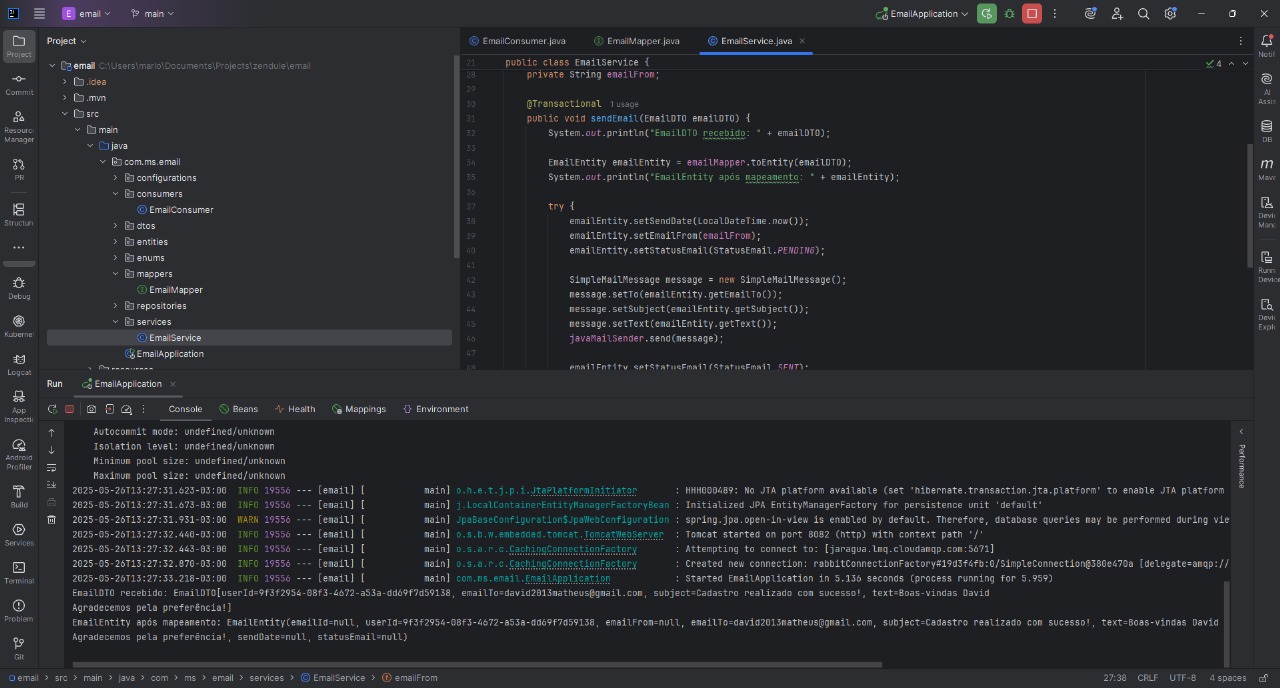 E email main EmailApplication
Project
EmailConsumer.java EmailMapper.java EmailService.java
email C:\Users\marlo\Documents\Projects\zendule\email
.idea
.mvn
src
main
java
com.ms.email
configurations
consumers
EmailConsumer
dtos
entities
enums
mappers
EmailMapper
repositories
services
EmailService
EmailApplication
resources
Project
Commit
Resourc
Manager
PR
Structure
Debug
Kuberne
Logcat
App
Inspectio
Android
Profiler
Build
Services
Terminal
Problem
Git
21 public class EmailService {
28 private String emailFrom;
29
30 @Transactional 1 usage
31 public void sendEmail(EmailDTO emailDTO) {
32 System.out.println("EmailDTO recebido: " + emailDTO);
33
34 EmailEntity emailEntity = emailMapper.toEntity(emailDTO);
35 System.out.println("EmailEntity após mapeamento: " + emailEntity);
36
37 try {
38 emailEntity.setSendDate(LocalDateTime.now());
39 emailEntity.setEmailFrom(emailFrom);
40 emailEntity.setStatusEmail(StatusEmail.PENDING);
41
42 SimpleMailMessage message = new SimpleMailMessage();
43 message.setTo(emailEntity.getEmailTo());
44 message.setSubject(emailEntity.getSubject());
45 message.setText(emailEntity.getText());
46 javaMailSender.send(message);
47
48 emailEntity.setStatusEmail(StatusEmail.SENT);
4
Notifi
AI
Assis
DB
m
Mave
Devic
Mana
Runni
Device
Devic
Explo
Run EmailApplication
Console Beans Health Mappings Environment
Autocommit mode: undefined/unknown
Isolation level: undefined/unknown
Minimum pool size: undefined/unknown
Maximum pool size: undefined/unknown
2025-05-26T13:27:31.623-03:00 INFO 19556 --- [email] [ main] o.h.e.t.j.p.i.JtaPlatformInitiator : HHH000489: No JTA platform available (set 'hibernate.transaction.jta.platform' to enable JTA platform
2025-05-26T13:27:31.673-03:00 INFO 19556 --- [email] [ main] j.LocalContainerEntityManagerFactoryBean : Initialized JPA EntityManagerFactory for persistence unit 'default'
2025-05-26T13:27:31.931-03:00 WARN 19556 --- [email] [ main] JpaBaseConfiguration$JpaWebConfiguration : spring.jpa.open-in-view is enabled by default. Therefore, database queries may be performed during vie
2025-05-26T13:27:32.440-03:00 INFO 19556 --- [email] [ main] o.s.b.w.embedded.tomcat.TomcatWebServer : Tomcat started on port 8082 (http) with context path '/'
2025-05-26T13:27:32.443-03:00 INFO 19556 --- [email] [ main] o.s.a.r.c.CachingConnectionFactory : Attempting to connect to: [jaragua.lmq.cloudamqp.com:5671]
2025-05-26T13:27:32.870-03:00 INFO 19556 --- [email] [ main] o.s.a.r.c.CachingConnectionFactory : Created new connection: rabbitConnectionFactory#19d3f4fb:0/SimpleConnection@380e470a [delegate=amqp://
2025-05-26T13:27:33.218-03:00 INFO 19556 --- [email] [ main] com.ms.email.EmailApplication : Started EmailApplication in 5.136 seconds (process running for 5.959)
EmailDTO recebido: EmailDTO[userId=9f3f2954-08f3-4672-a53a-dd69f7d59138, emailTo=david2013matheus@gmail.com, subject=Cadastro realizado com sucesso!, text=Boas-vindas David
Agradecemos pela preferência!]
EmailEntity após mapeamento: EmailEntity(emailId=null, userId=9f3f2954-08f3-4672-a53a-dd69f7d59138, emailFrom=null, emailTo=david2013matheus@gmail.com, subject=Cadastro realizado com sucesso!, text=Boas-vindas David
Agradecemos pela preferência!, sendDate=null, statusEmail=null)
Performance
email > src > main > java > com > ms > email > services > EmailService > emailFrom 27:38 CRLF UTF-8 4 spaces